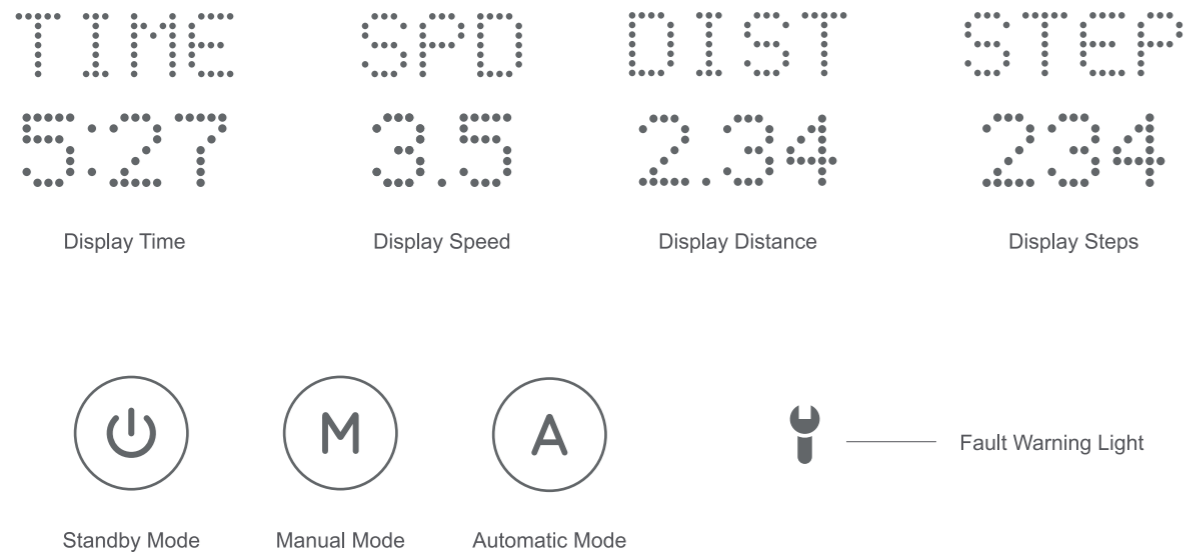 TIME SPD DIST STEP
5:27 3.5 2.34 234
Display Time Display Speed Display Distance Display Steps
M A
Fault Warning Light
Standby Mode Manual Mode Automatic Mode